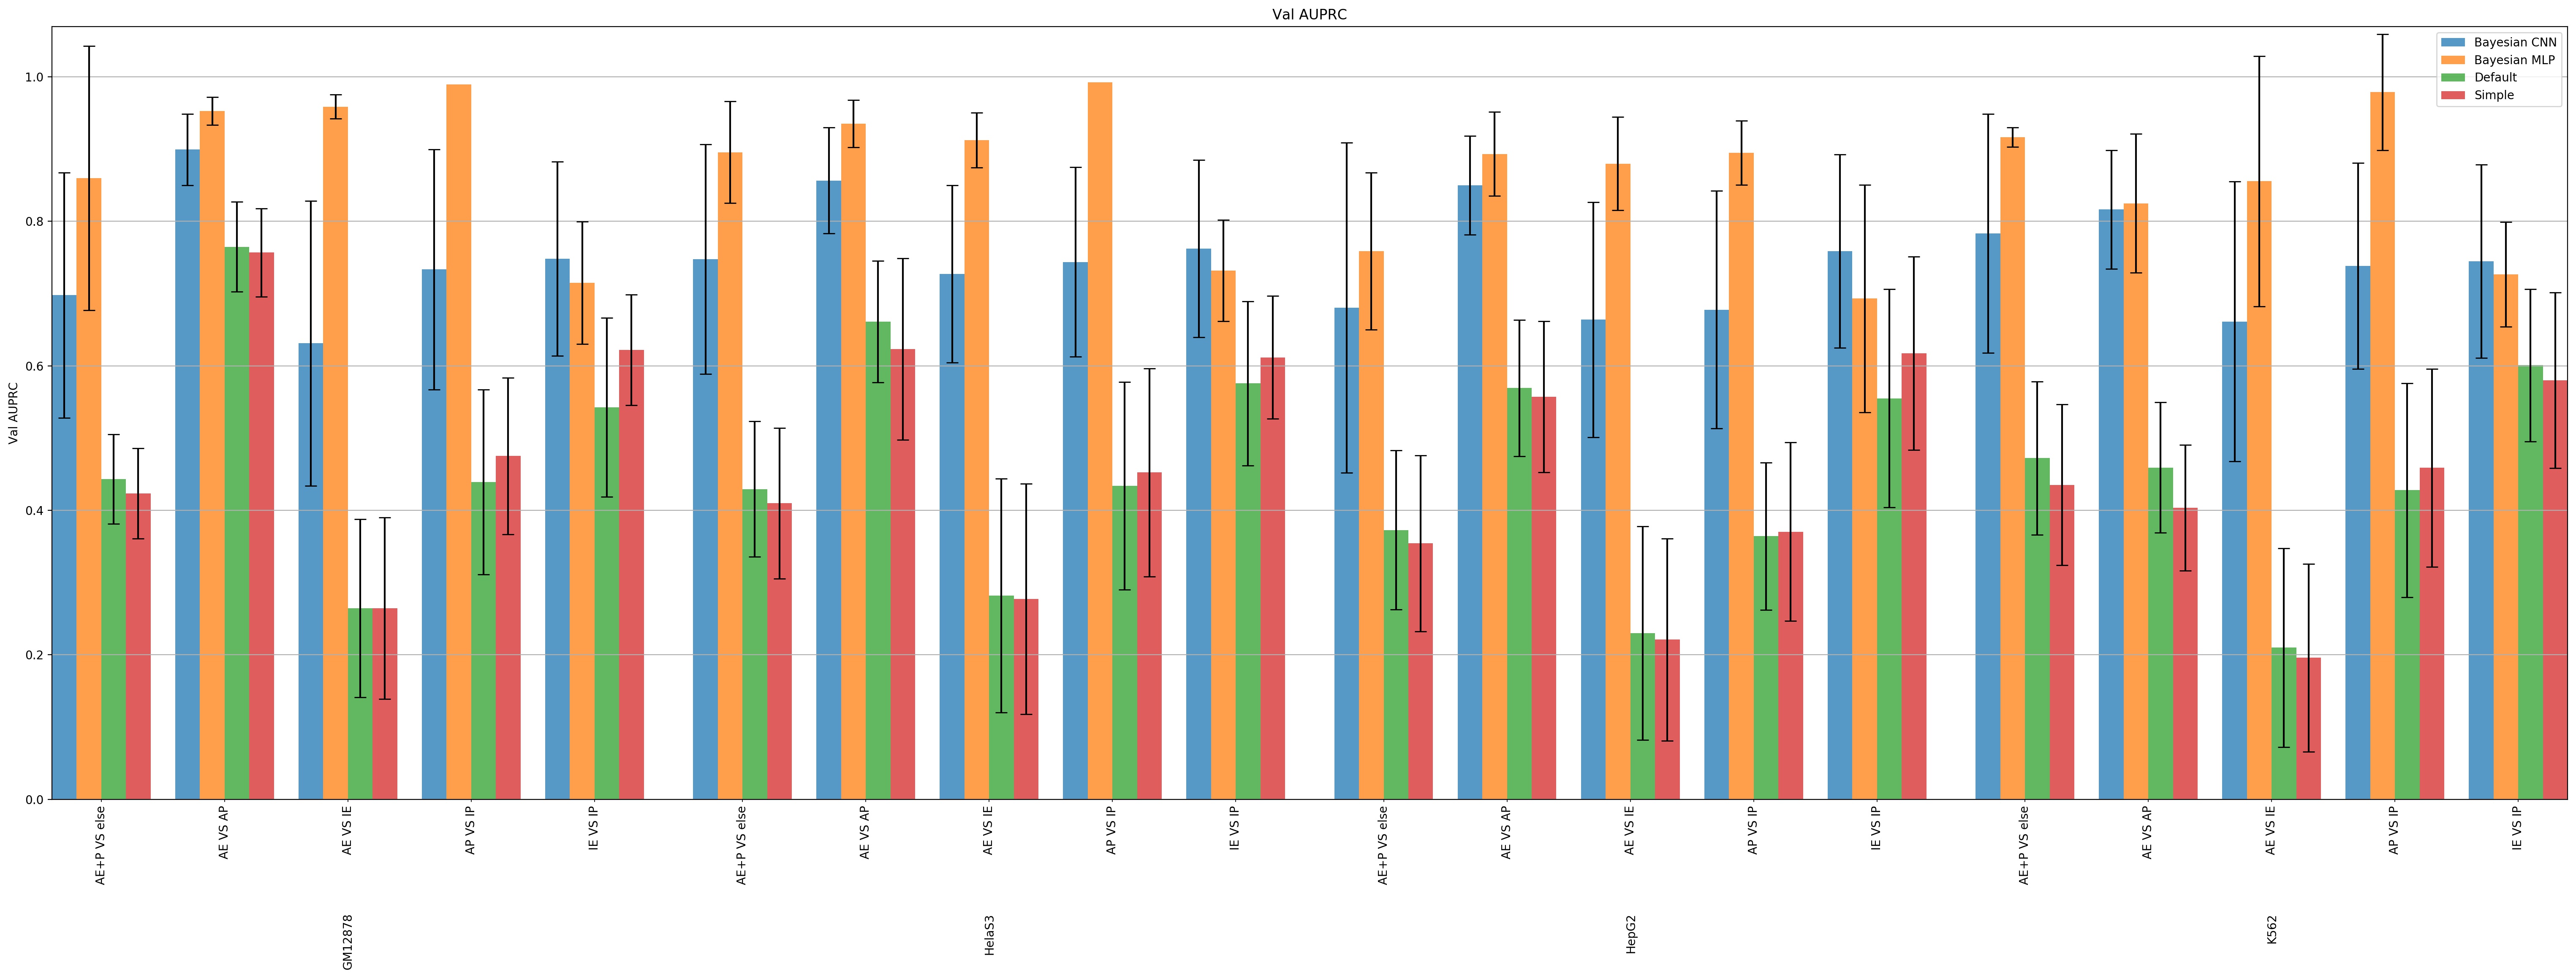 Val AUPRC
Bayesian CNN
Bayesian MLP
Default
Simple
Val AUPRC
1.0
0.8
0.6
0.4
0.2
0.0
AE+P VS else
AE VS AP
AE VS IE
AP VS IP
IE VS IP
AE+P VS else
AE VS AP
AE VS IE
AP VS IP
IE VS IP
AE+P VS else
AE VS AP
AE VS IE
AP VS IP
IE VS IP
AE+P VS else
AE VS AP
AE VS IE
AP VS IP
IE VS IP
GM12878
HelaS3
HepG2
K562